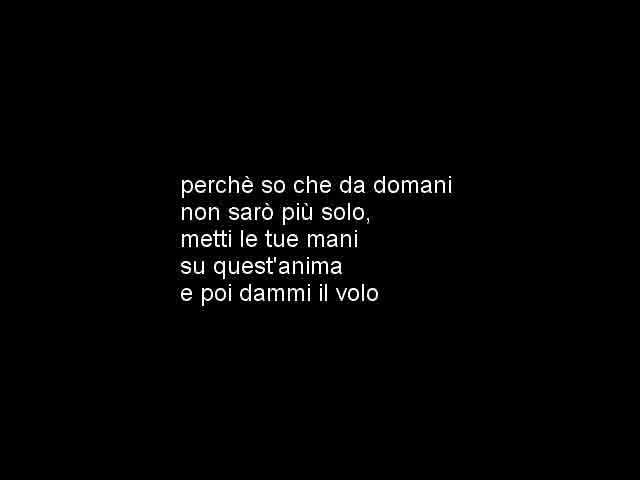 perchè so che da domani
non sarò più solo,
metti le tue mani
su quest'anima
e poi dammi il volo